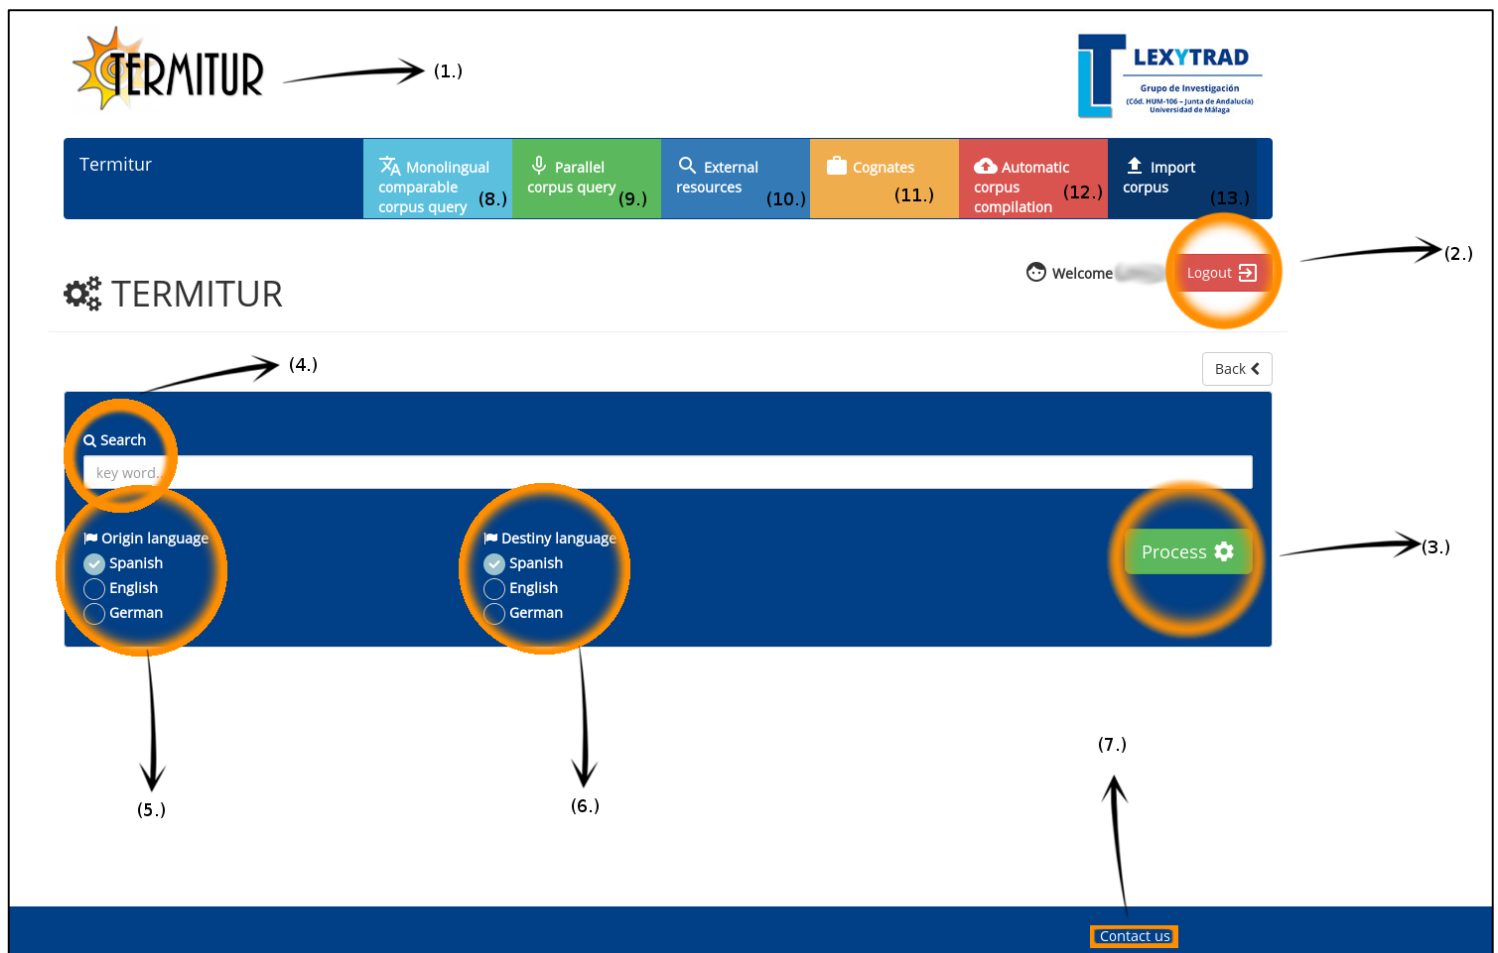 TERMITUR
(1.)
LEXYTRAD
Grupo de Investigación
(Cód. HUM-106 – Junta de Andalucía)
Universidad de Málaga
Termitur
Monolingual
comparable
corpus query
(8.)
Parallel
corpus query
(9.)
External
resources
(10.)
Cognates
(11.)
Automatic
corpus
compilation
(12.)
Import
corpus
(13.)
TERMITUR
Welcome
Logout
(2.)
(4.)
Back
Search
key word..
Origin language
Spanish
English
German
Destiny language
Spanish
English
German
Process
(3.)
(5.)
(6.)
(7.)
Contact us